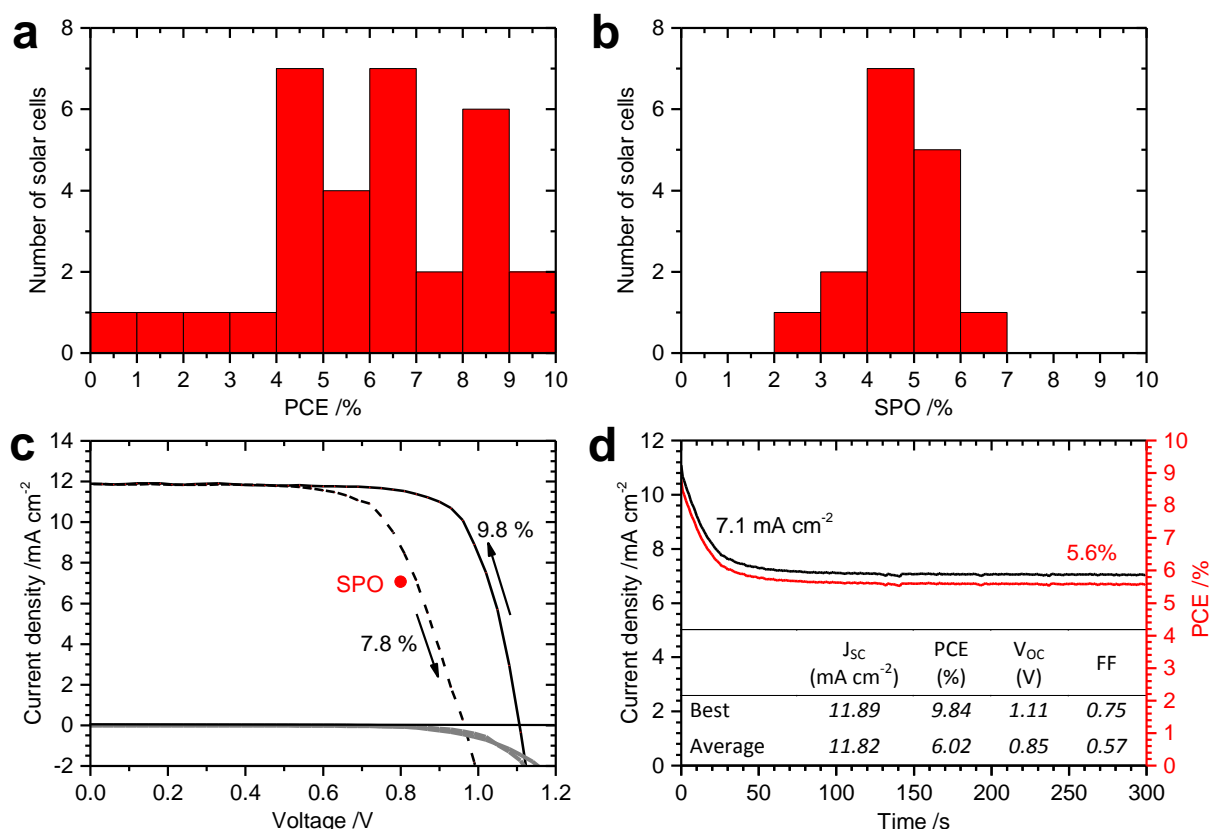 a
8
6
4
2
0
Number of solar cells
0 1 2 3 4 5 6 7 8 9 10
PCE /%
b
8
6
4
2
0
Number of solar cells
0 1 2 3 4 5 6 7 8 9 10
SPO /%
c
14
12
10
8
6
4
2
0
-2
Current density /mA cm-2
9.8 %
SPO
7.8 %
0.0 0.2 0.4 0.6 0.8 1.0 1.2
Voltage /V
d
12
10
8
6
4
2
0
Current density /mA cm-2
7.1 mA cm-2
5.6%
JSC PCE VOC FF
(mA cm-2) (%) (V)
Best 11.89 9.84 1.11 0.75
Average 11.82 6.02 0.85 0.57
10
9
8
7
6
5
4
3
2
1
0
PCE /%
0 50 100 150 200 250 300
Time /s